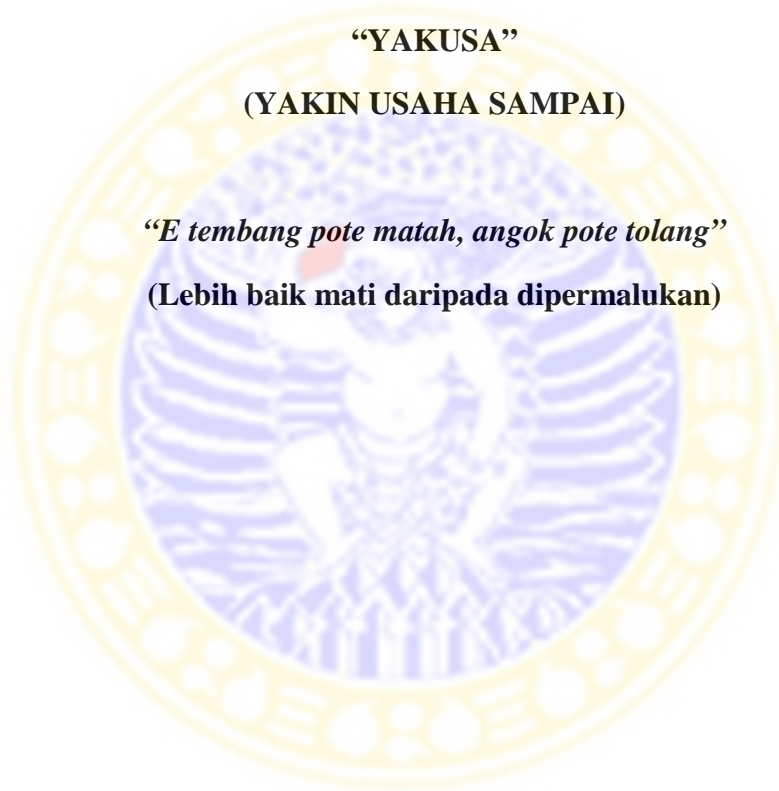 “YAKUSA”
(YAKIN USAHA SAMPAI)
“E tembang pote matah, angok pote tolang”
(Lebih baik mati daripada dipermalukan)